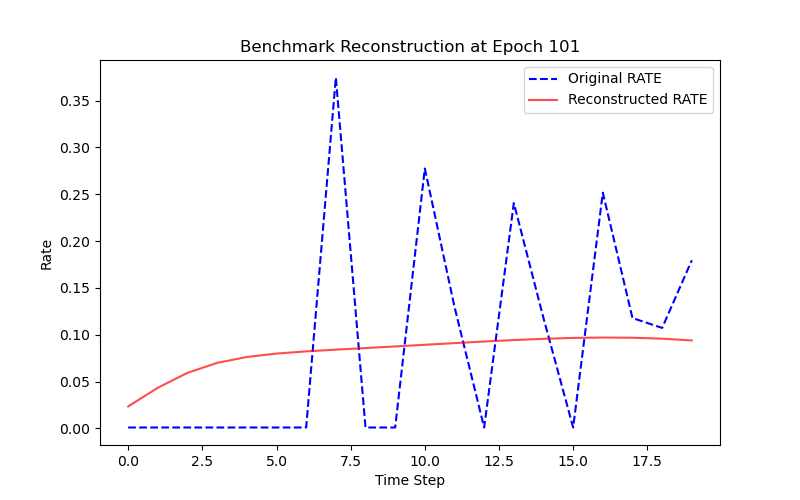 Benchmark Reconstruction at Epoch 101
Original RATE
Reconstructed RATE
Rate
0.35
0.30
0.25
0.20
0.15
0.10
0.05
0.00
0.0 2.5 5.0 7.5 10.0 12.5 15.0 17.5
Time Step